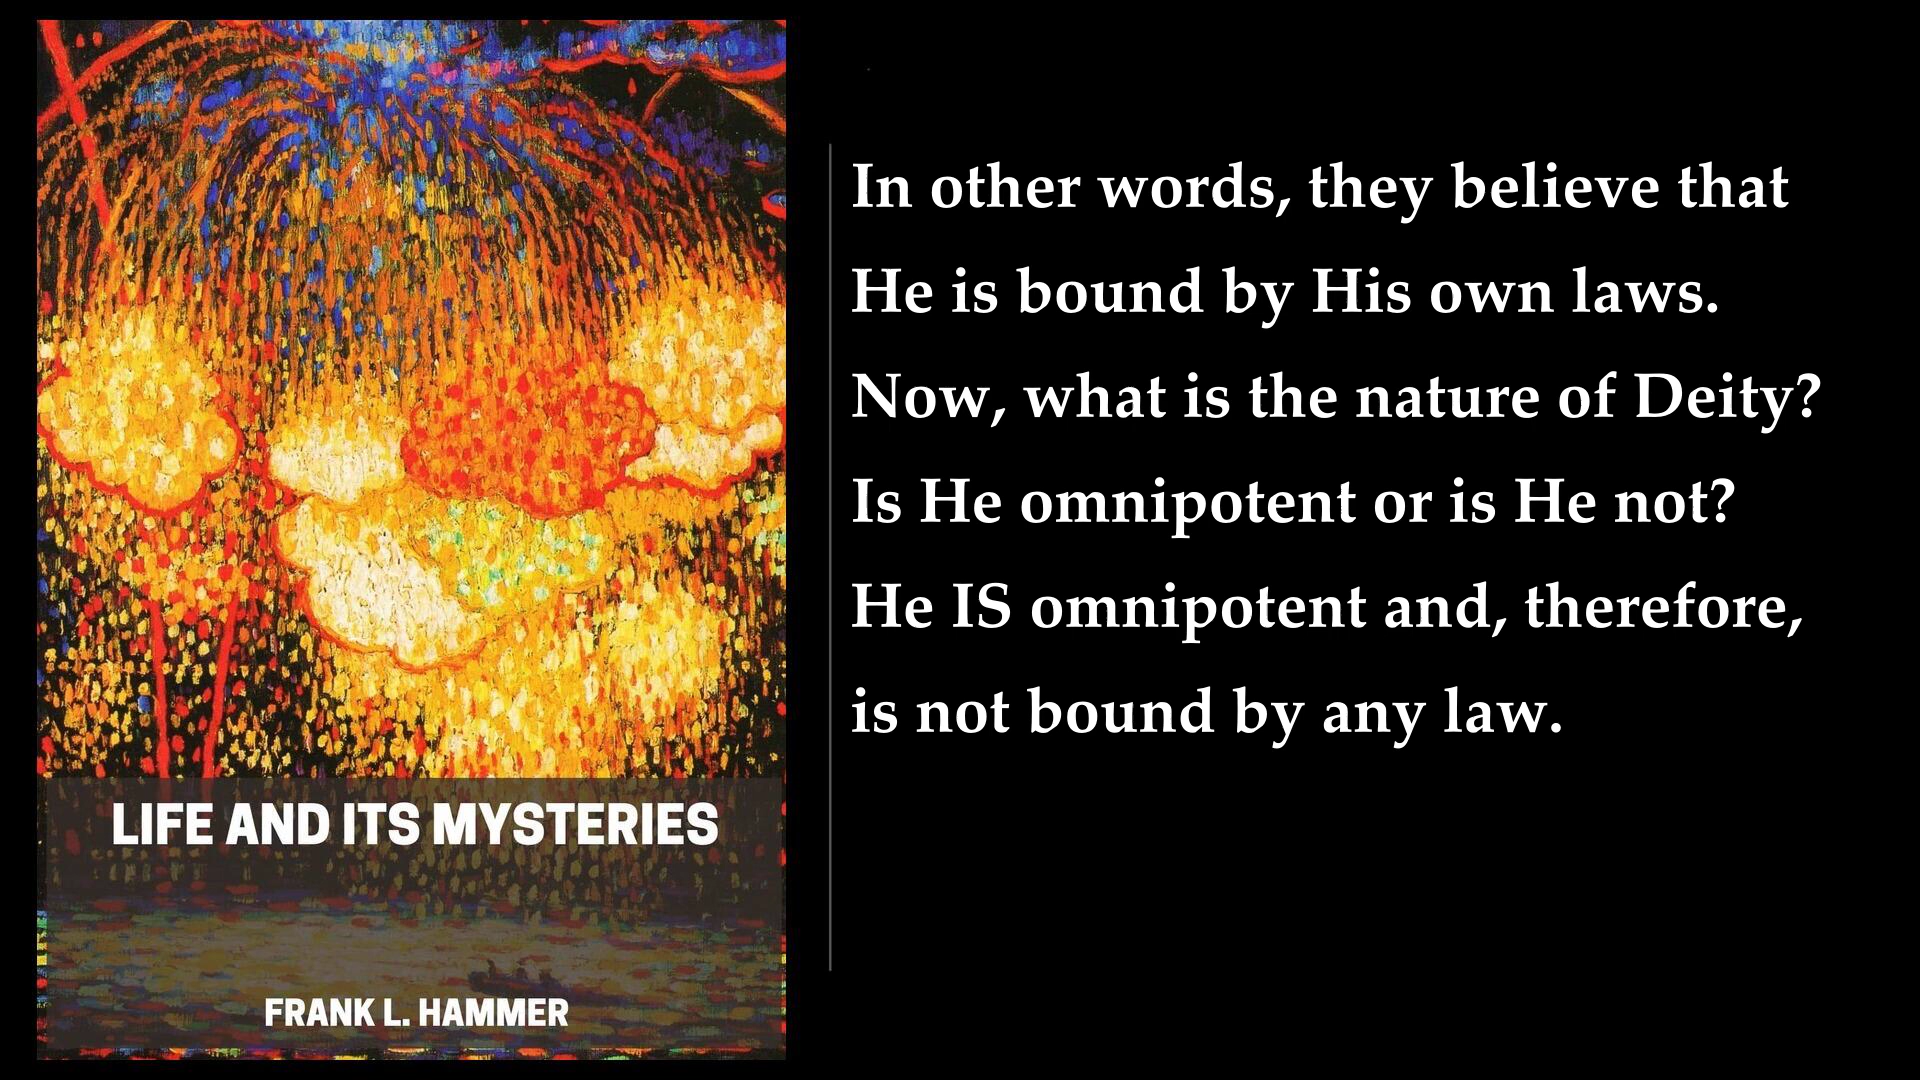 LIFE AND ITS MYSTERIES
FRANK L. HAMMER
In other words, they believe that
He is bound by His own laws.
Now, what is the nature of Deity?
Is He omnipotent or is He not?
He IS omnipotent and, therefore,
is not bound by any law.